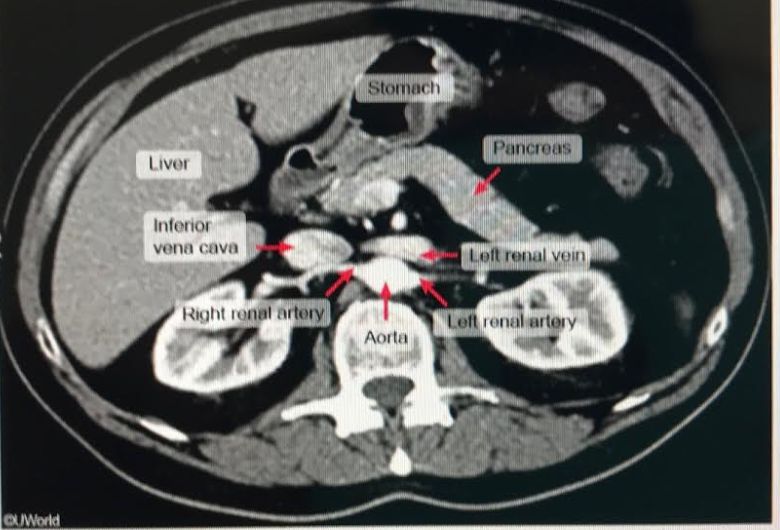 Stomach
Pancreas
Liver
Inferior
vena cava
Left renal vein
Right renal artery
Left renal artery
Aorta
©UWorld